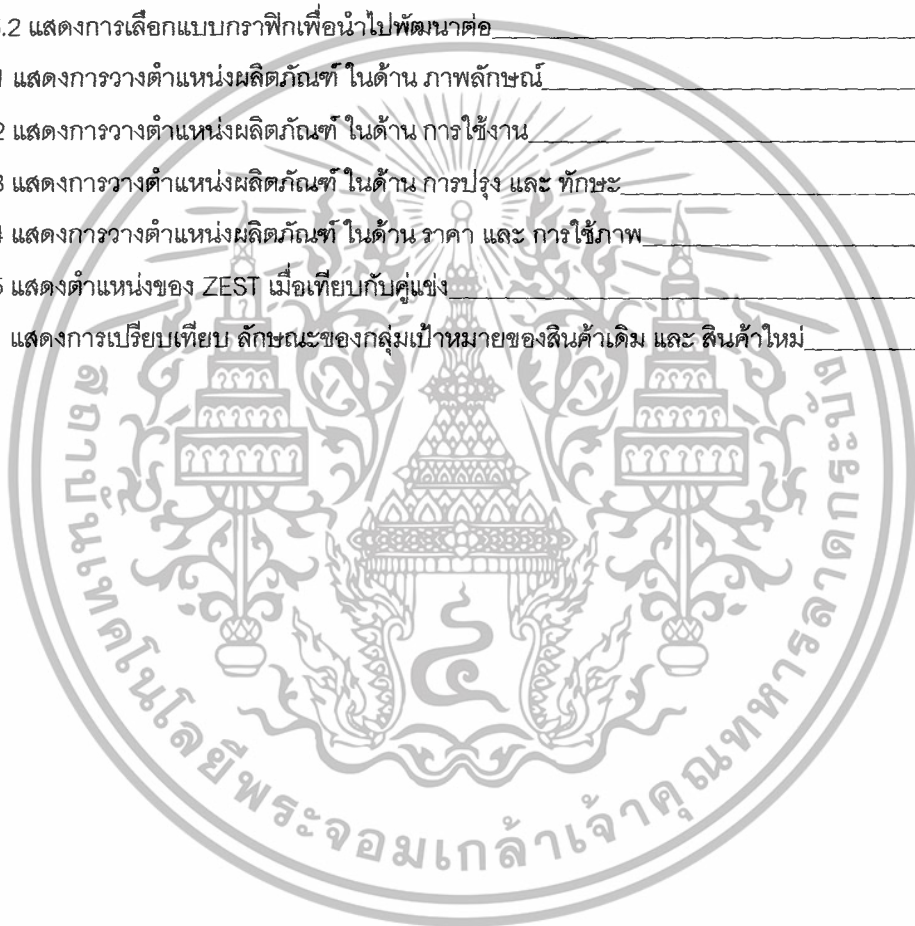 .2 แสดงการเลือกแบบกราฟิกเพื่อนำไปพัฒนาต่อ
แสดงการวางตำแหน่งผลิตภัณฑ์ ในด้าน ภาพลักษณ์
2 แสดงการวางตำแหน่งผลิตภัณฑ์ ในด้าน การใช้งาน
3 แสดงการวางตำแหน่งผลิตภัณฑ์ ในด้าน การปรุง และ ทักษะ
แสดงการวางตำแหน่งผลิตภัณฑ์ ในด้าน ราคา และ การใช้ภาพ
5 แสดงตำแหน่งของ ZEST เมื่อเทียบกับคู่แข่ง
แสดงการเปรียบเทียบ ลักษณะของกลุ่มเป้าหมายของสินค้าเดิม และ สินค้าใหม่
สถาบันเทคโนโลยีพระจอมเกล้าเจ้าคุณทหารลาดกระบัง
๔